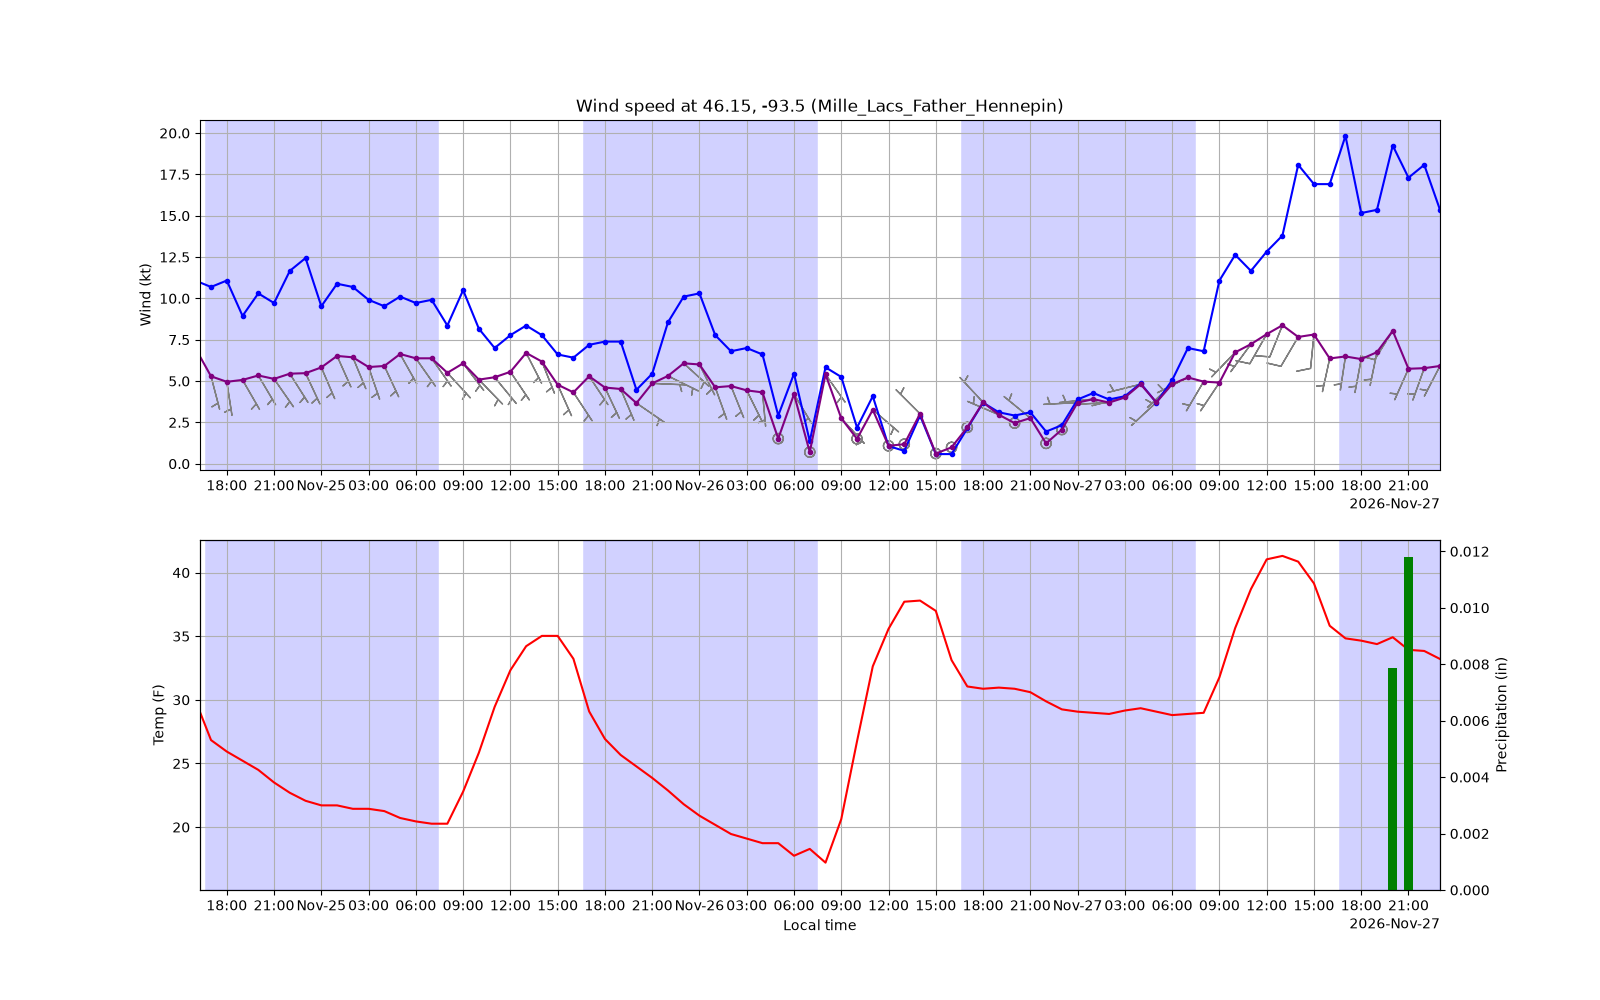 Wind speed at 46.15, -93.5 (Mille_Lacs_Father_Hennepin)
Wind (kt)
20.0
17.5
15.0
12.5
10.0
7.5
5.0
2.5
0.0
18:00 21:00 Nov-25 03:00 06:00 09:00 12:00 15:00 18:00 21:00 Nov-26 03:00 06:00 09:00 12:00 15:00 18:00 21:00 Nov-27 03:00 06:00 09:00 12:00 15:00 18:00 21:00
2026-Nov-27
Temp (F)
40
35
30
25
20
0.012
0.010
0.008
0.006
0.004
0.002
0.000
Precipitation (in)
18:00 21:00 Nov-25 03:00 06:00 09:00 12:00 15:00 18:00 21:00 Nov-26 03:00 06:00 09:00 12:00 15:00 18:00 21:00 Nov-27 03:00 06:00 09:00 12:00 15:00 18:00 21:00
Local time
2026-Nov-27